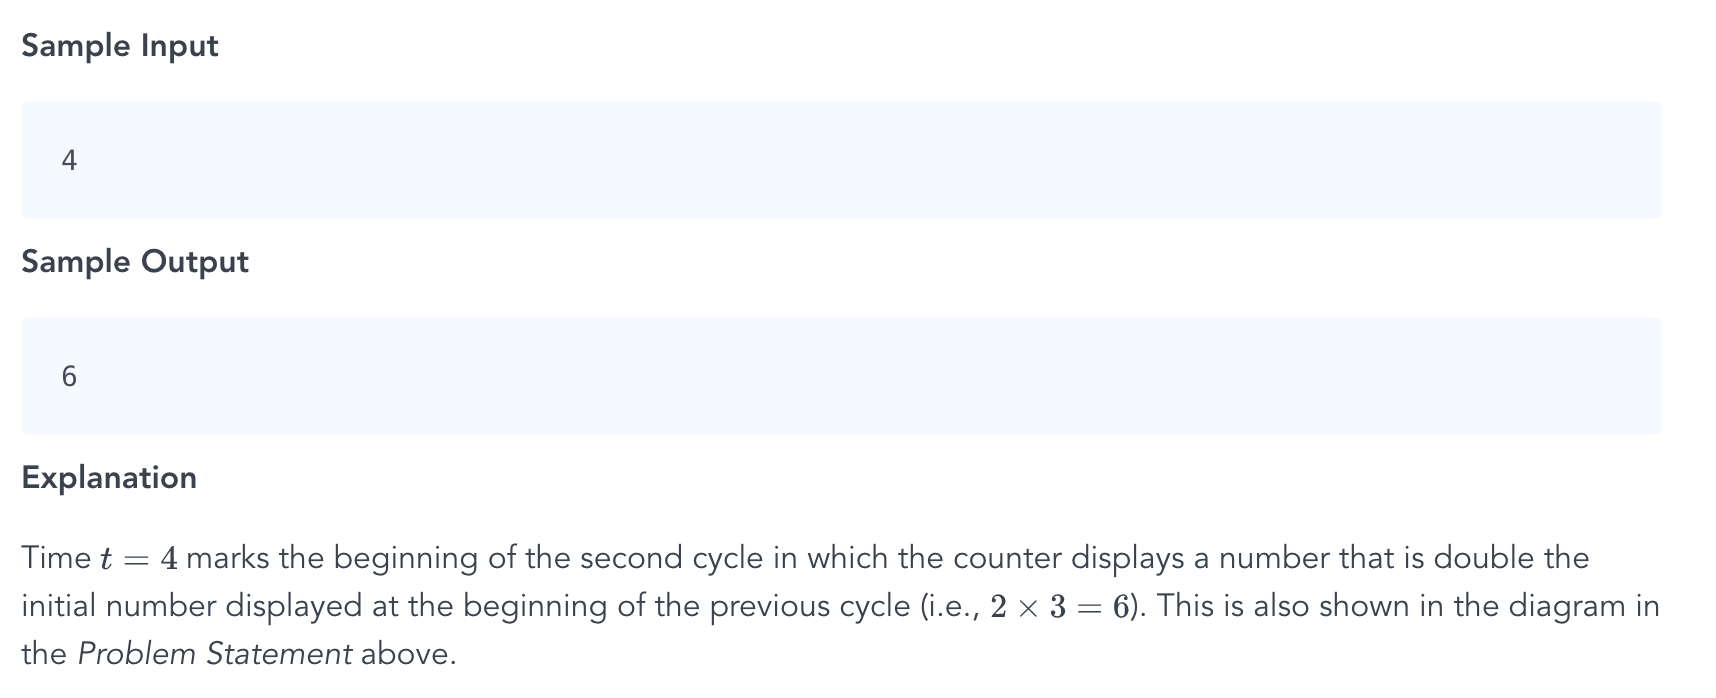 Sample Input
4
Sample Output
6
Explanation
Time t = 4 marks the beginning of the second cycle in which the counter displays a number that is double the
initial number displayed at the beginning of the previous cycle (i.e., 2 × 3 = 6). This is also shown in the diagram in
the Problem Statement above.